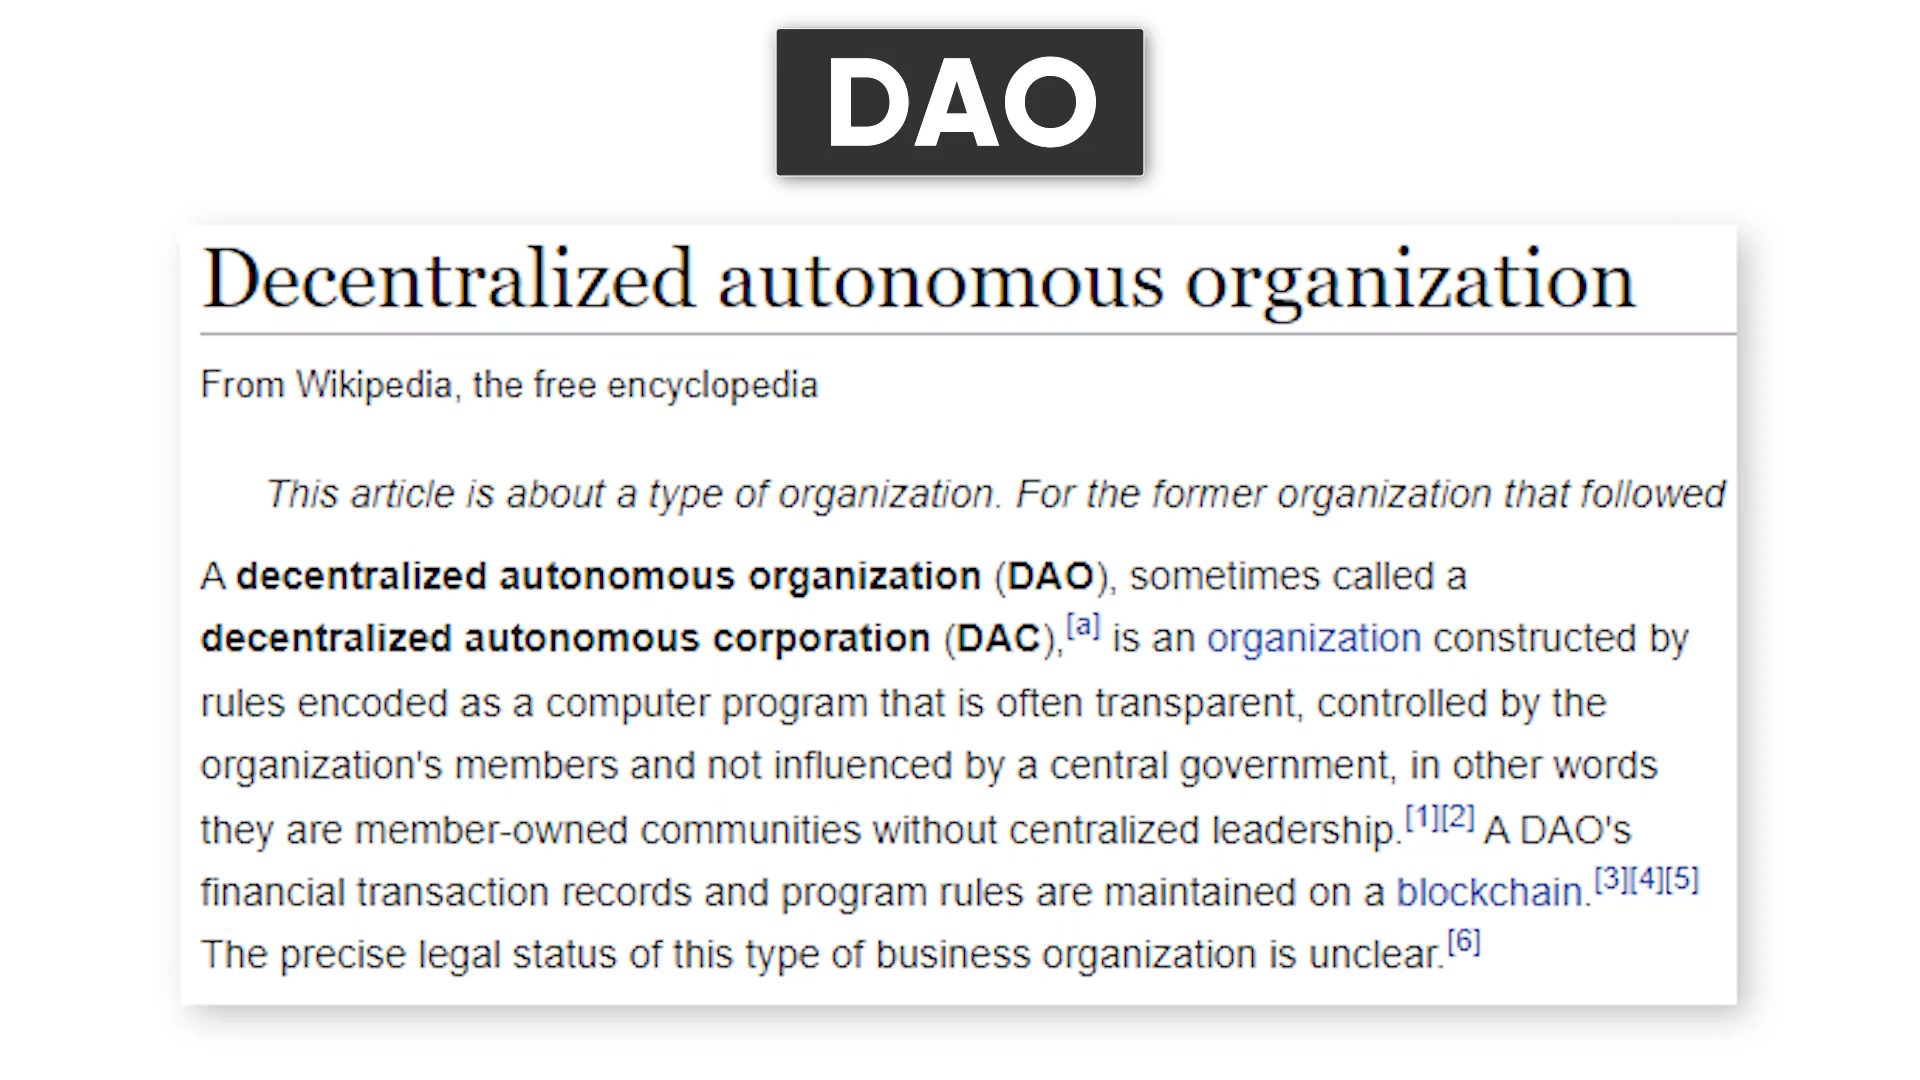 DAO
Decentralized autonomous organization
From Wikipedia, the free encyclopedia
This article is about a type of organization. For the former organization that followed
A decentralized autonomous organization (DAO), sometimes called a
decentralized autonomous corporation (DAC),[a] is an organization constructed by
rules encoded as a computer program that is often transparent, controlled by the
organization's members and not influenced by a central government, in other words
they are member-owned communities without centralized leadership.[1][2] A DAO's
financial transaction records and program rules are maintained on a blockchain.[3][4][5]
The precise legal status of this type of business organization is unclear.[6]